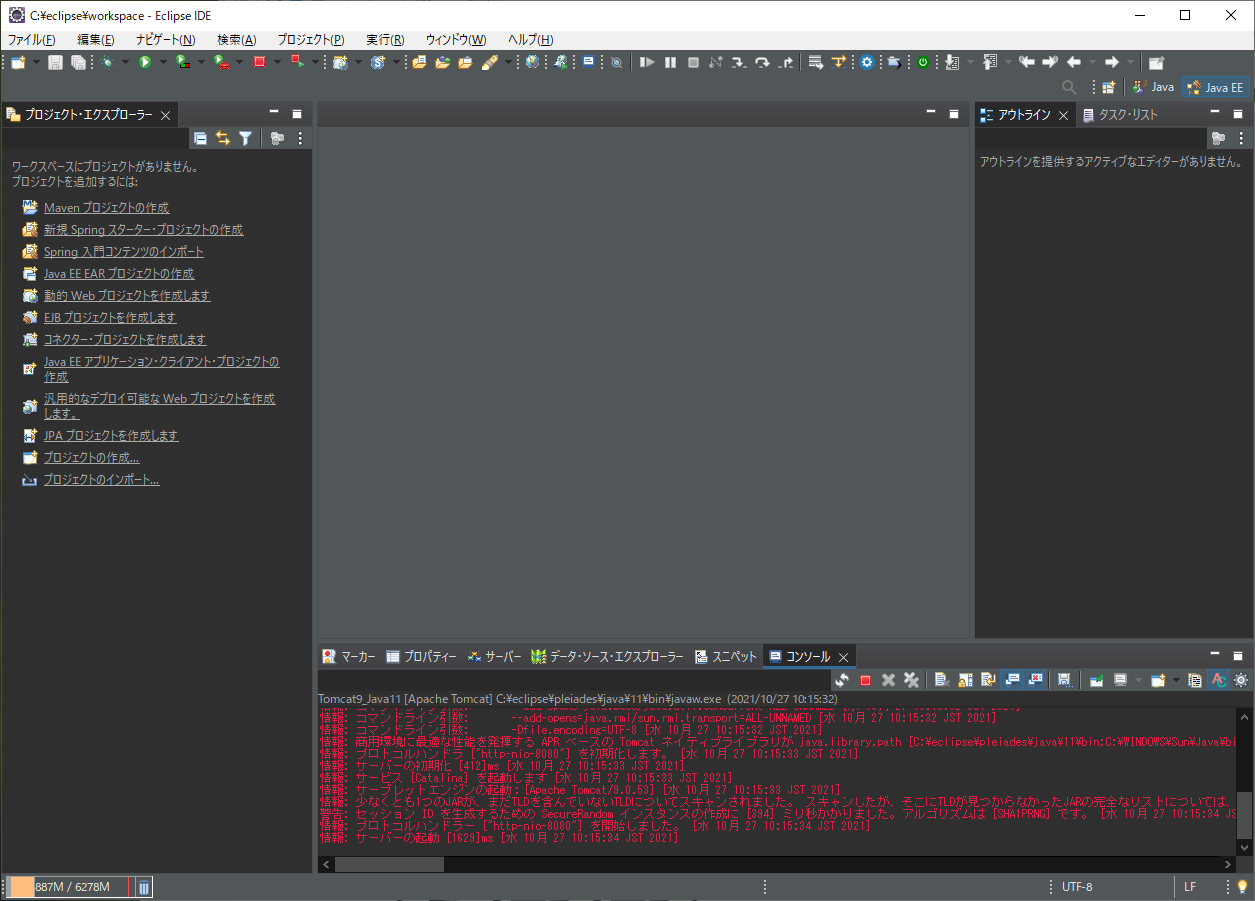 C:¥eclipse¥workspace - Eclipse IDE
ファイル(F) 編集(E) ナビゲート(N) 検索(A) プロジェクト(P) 実行(R) ウィンドウ(W) ヘルプ(H)
Java Java EE
プロジェクト・エクスプローラー
ワークスペースにプロジェクトがありません。
プロジェクトを追加するには:
Maven プロジェクトの作成
新規 Spring スターター・プロジェクトの作成
Spring 入門コンテンツのインポート
Java EE EAR プロジェクトの作成
動的 Web プロジェクトを作成します
EJB プロジェクトを作成します
コネクター・プロジェクトを作成します
Java EE アプリケーション・クライアント・プロジェクトの
作成
汎用的なデプロイ可能な Web プロジェクトを作成
します。
JPA プロジェクトを作成します
プロジェクトの作成...
プロジェクトのインポート...
アウトライン タスク・リスト
アウトラインを提供するアクティブなエディターがありません。
マーカー プロパティー サーバー データ・ソース・エクスプローラー スニペット コンソール
Tomcat9_Java11 [Apache Tomcat] C:¥eclipse¥pleiades¥java¥11¥bin¥javaw.exe (2021/10/27 10:15:32)
情報: コマンドライン引数: --add-opens=java.rmi/sun.rmi.transport=ALL-UNNAMED [水 10月 27 10:15:32 JST 2021]
情報: コマンドライン引数: -Dfile.encoding=UTF-8 [水 10月 27 10:15:32 JST 2021]
情報: 商用環境に最適な性能を発揮する APR ベースの Tomcat ネイティブライブラリが java.library.path [C:¥eclipse¥pleiades¥java¥11¥bin;C:¥WINDOWS¥Sun¥Java¥bi
情報: プロトコルハンドラ ["http-nio-8080"] を初期化します。 [水 10月 27 10:15:33 JST 2021]
情報: サーバーの初期化 [412]ms [水 10月 27 10:15:33 JST 2021]
情報: サービス [Catalina] を起動します [水 10月 27 10:15:33 JST 2021]
情報: サーブレットエンジンの起動：[Apache Tomcat/9.0.53] [水 10月 27 10:15:33 JST 2021]
情報: 少なくとも1つのJARが、まだTLDを含んでいないTLDについてスキャンされました。 スキャンしたが、そこにTLDが見つからなかったJARの完全なリストについては、
警告: セッション ID を生成するための SecureRandom インスタンスの作成に [394] ミリ秒かかりました。アルゴリズムは [SHA1PRNG] です。 [水 10月 27 10:15:34 JS
情報: プロトコルハンドラー ["http-nio-8080"] を開始しました。 [水 10月 27 10:15:34 JST 2021]
情報: サーバーの起動 [1629]ms [水 10月 27 10:15:34 JST 2021]
887M / 6278M
UTF-8 LF